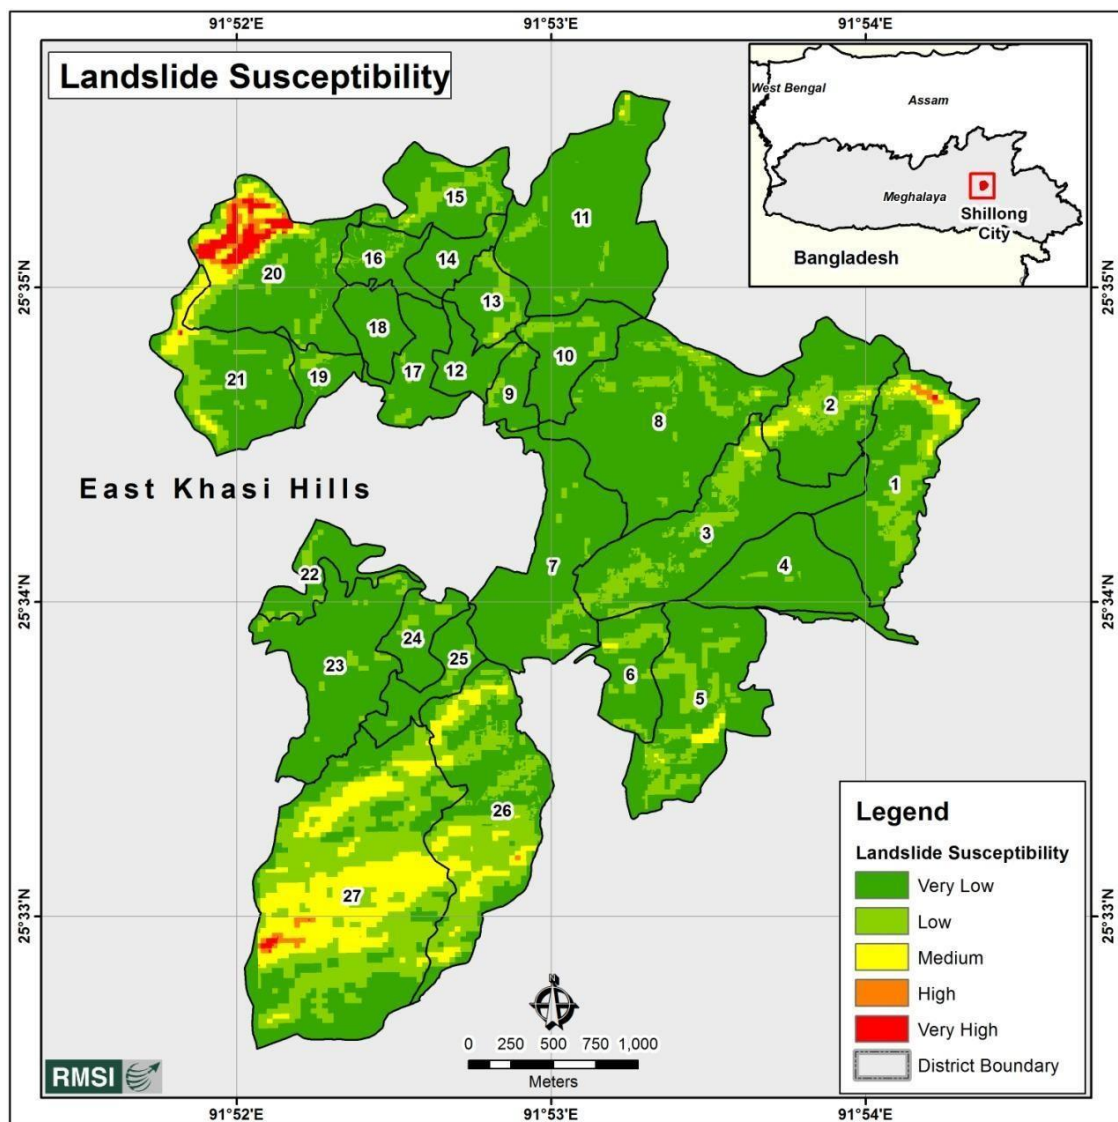 91°52'E
91°53'E
91°54'E
Landslide Susceptibility
West Bengal
Assam
Meghalaya
Shillong
City
Bangladesh
25°35'N
25°35'N
15
11
16
14
20
13
18
10
21
19
17
12
9
2
8
1
East Khasi Hills
3
4
7
22
25°34'N
25°34'N
24
23
25
6
5
26
27
25°33'N
25°33'N
Legend
Landslide Susceptibility
Very Low
Low
Medium
High
Very High
District Boundary
N
0 250 500 750 1,000
Meters
RMSI
91°52'E
91°53'E
91°54'E